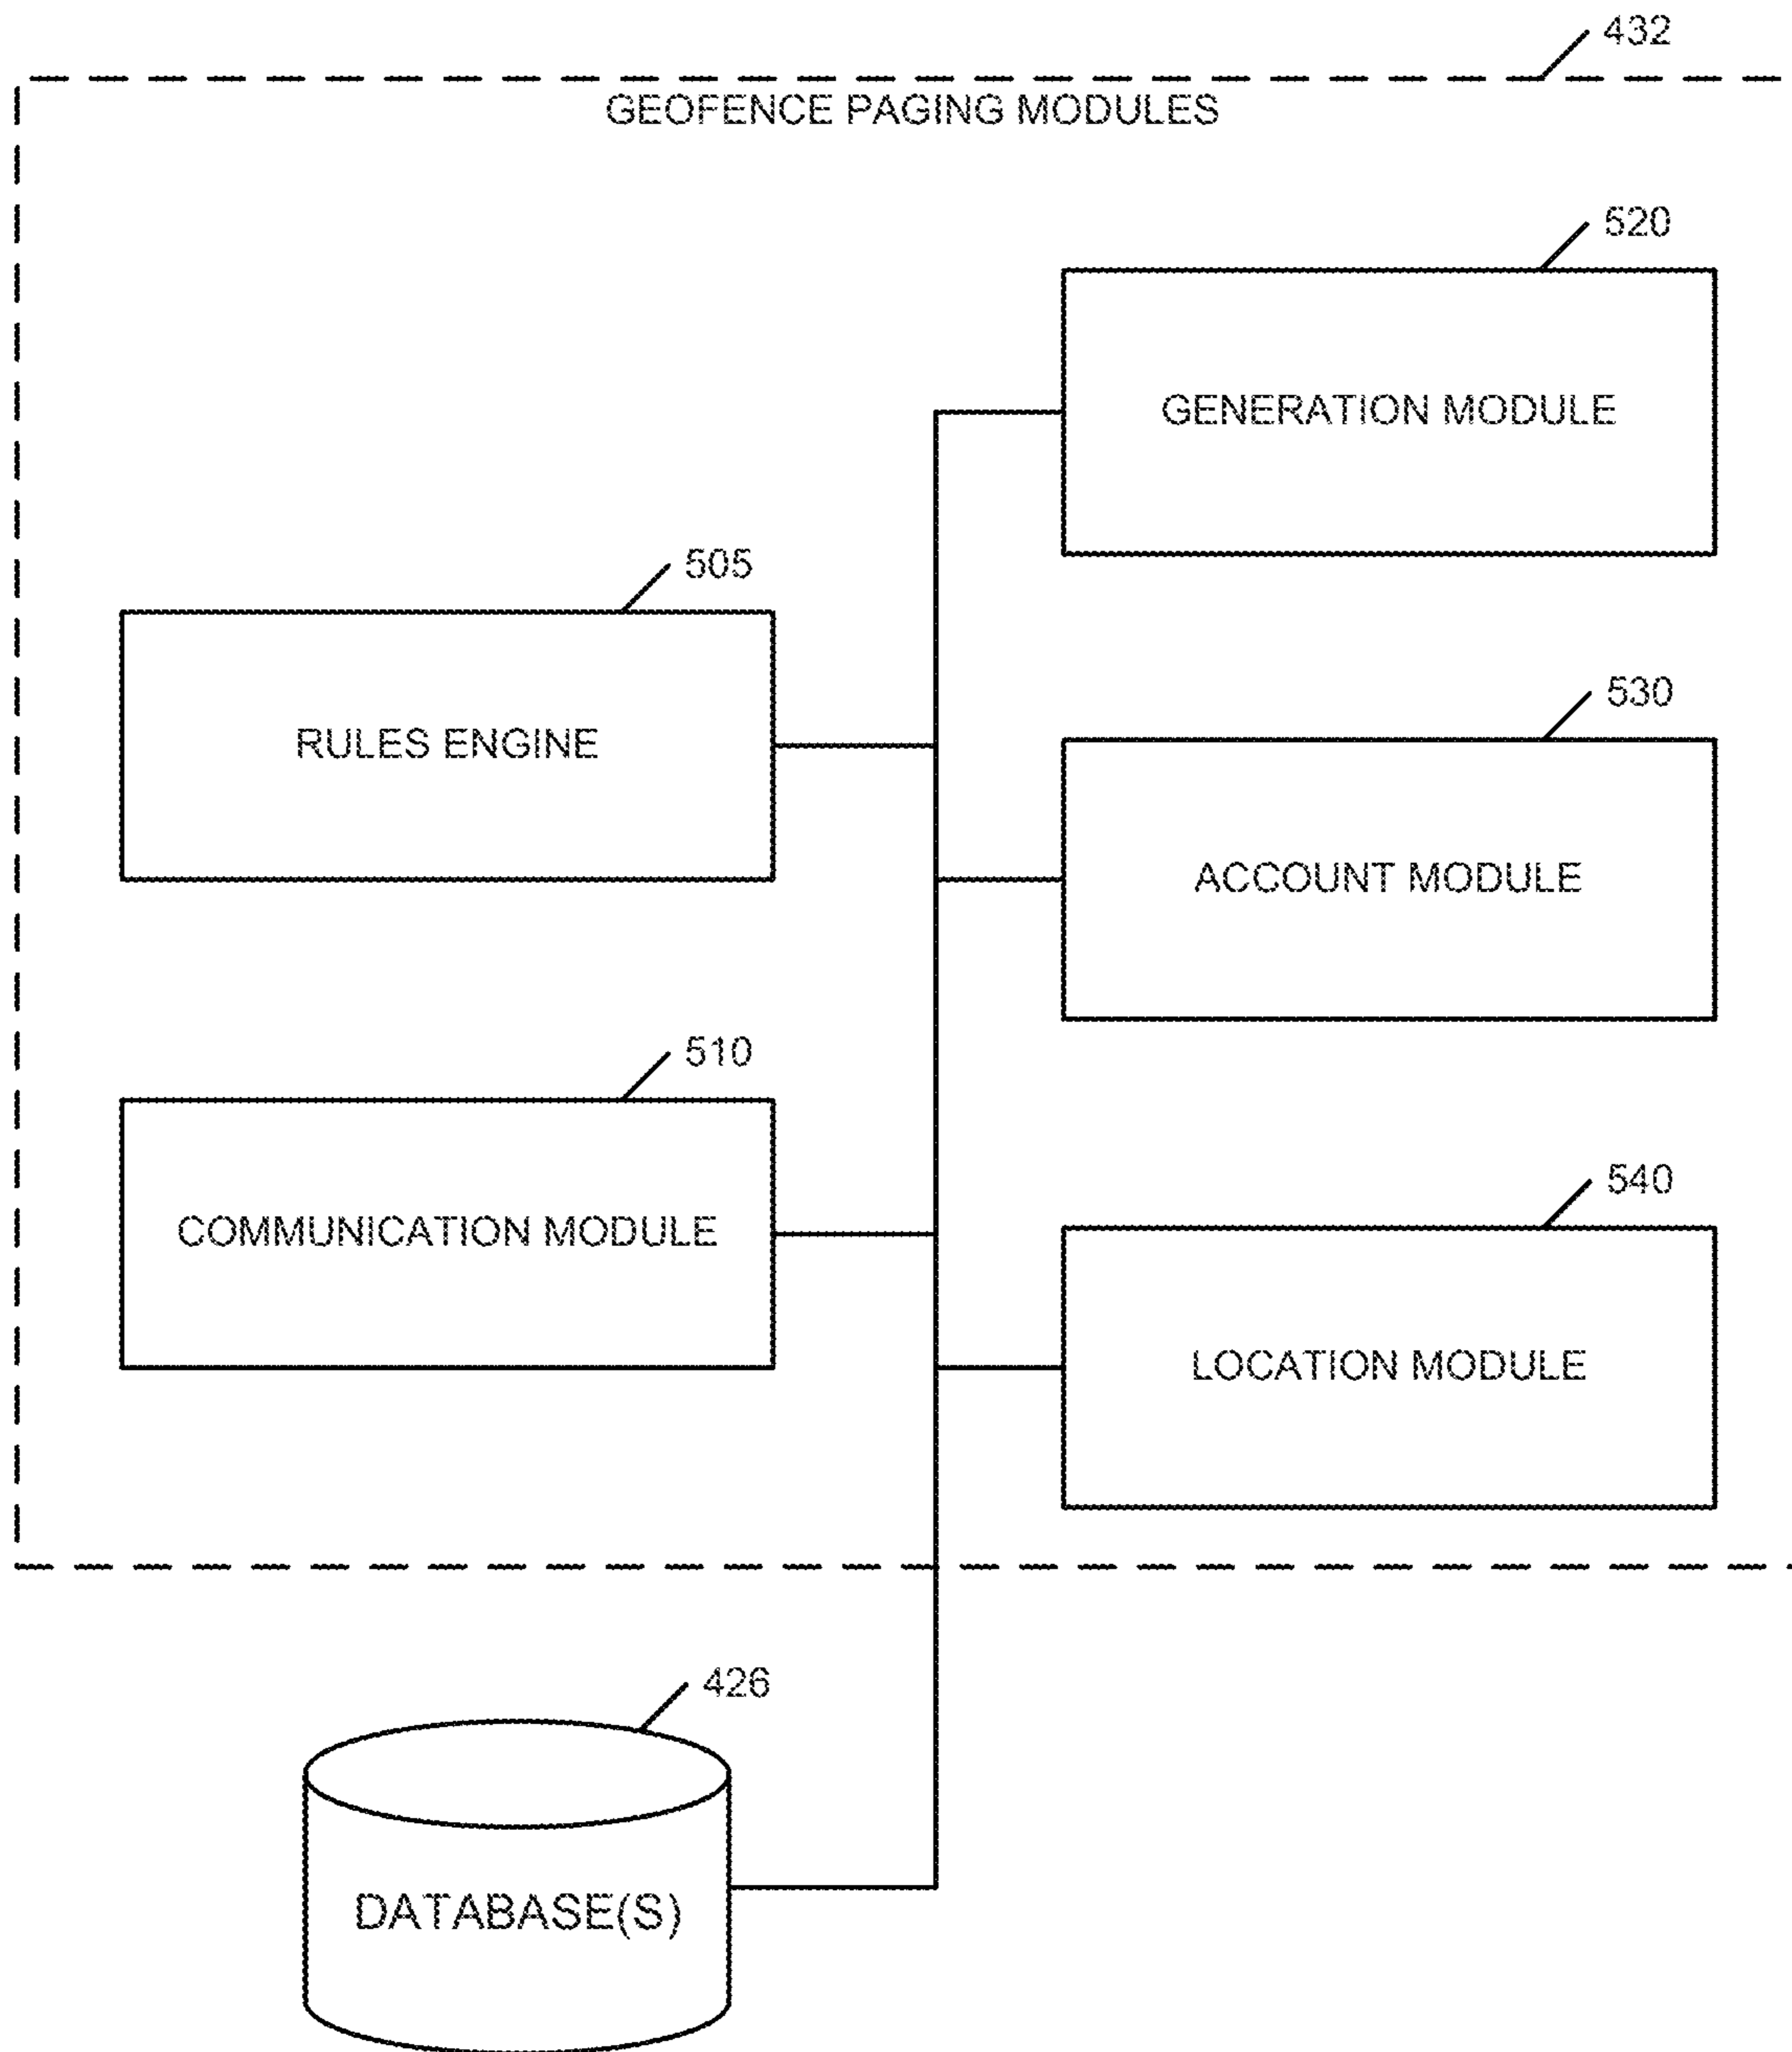 432
GEOFENCE PAGING MODULES
520
GENERATION MODULE
505
RULES ENGINE
530
ACCOUNT MODULE
510
COMMUNICATION MODULE
540
LOCATION MODULE
426
DATABASE(S)